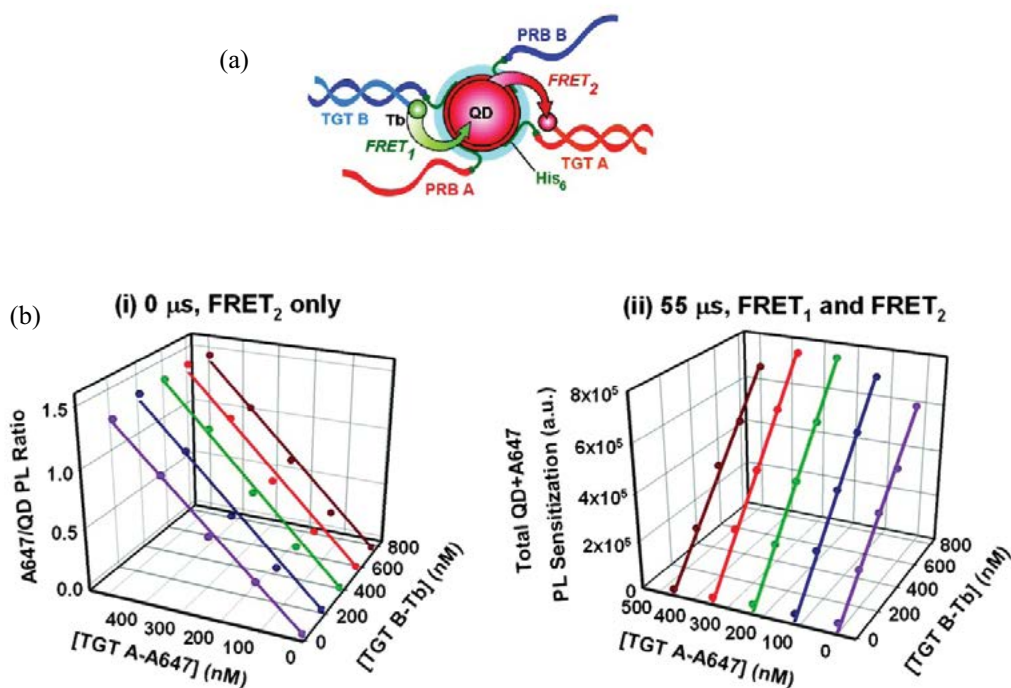 (a)
PRB B
FRET2
QD
TGT B
Tb
FRET1
TGT A
PRB A
His6
(b)
(i) 0 μs, FRET2 only
A647/QD PL Ratio
1.5
1.0
0.5
0.0
400
300
200
100
0
[TGT A-A647] (nM)
0
200
400
600
800
[TGT B-Tb] (nM)
(ii) 55 μs, FRET1 and FRET2
Total QD+A647
PL Sensitization (a.u.)
8x10^5
6x10^5
4x10^5
2x10^5
0
500
400
300
200
100
0
[TGT A-A647] (nM)
0
200
400
600
800
[TGT B-Tb] (nM)